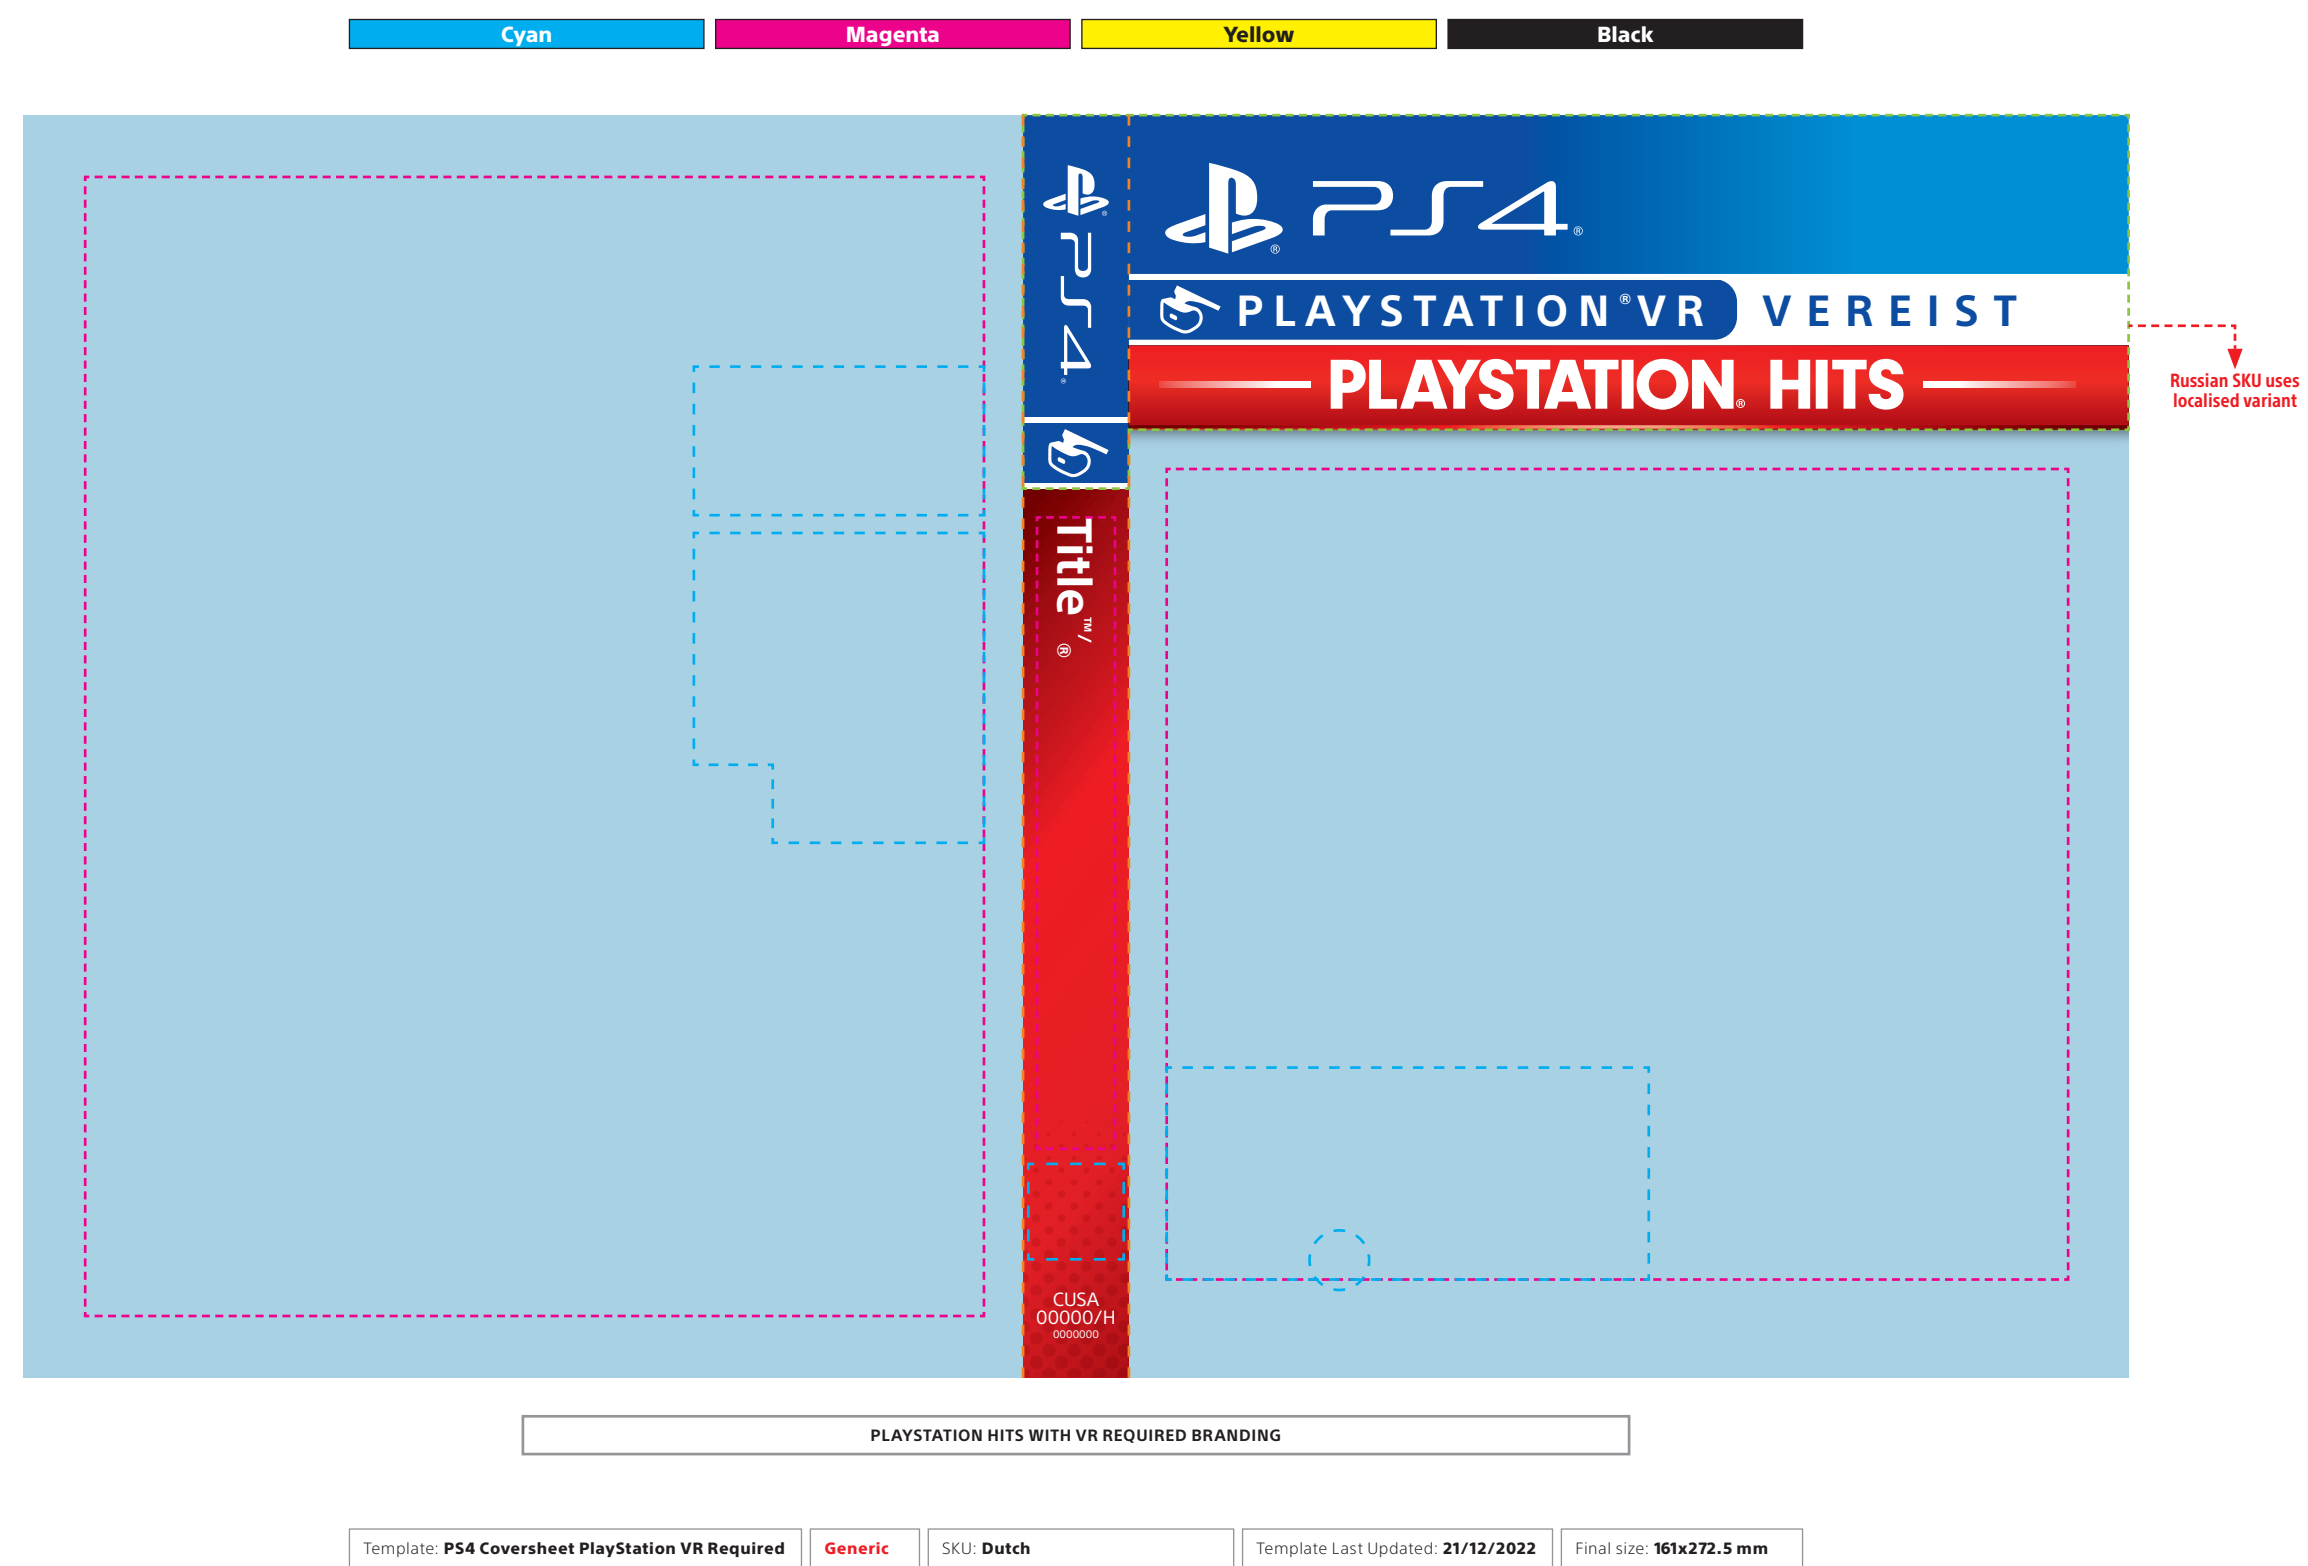 Cyan
Magenta
Yellow
Black
PS4®
PS4®
PLAYSTATION®VR VEREIST
PLAYSTATION® HITS
Russian SKU uses
localised variant
Title™/®
CUSA
00000/H
0000000
PLAYSTATION HITS WITH VR REQUIRED BRANDING
Template: PS4 Coversheet PlayStation VR Required
Generic
SKU: Dutch
Template Last Updated: 21/12/2022
Final size: 161x272.5 mm